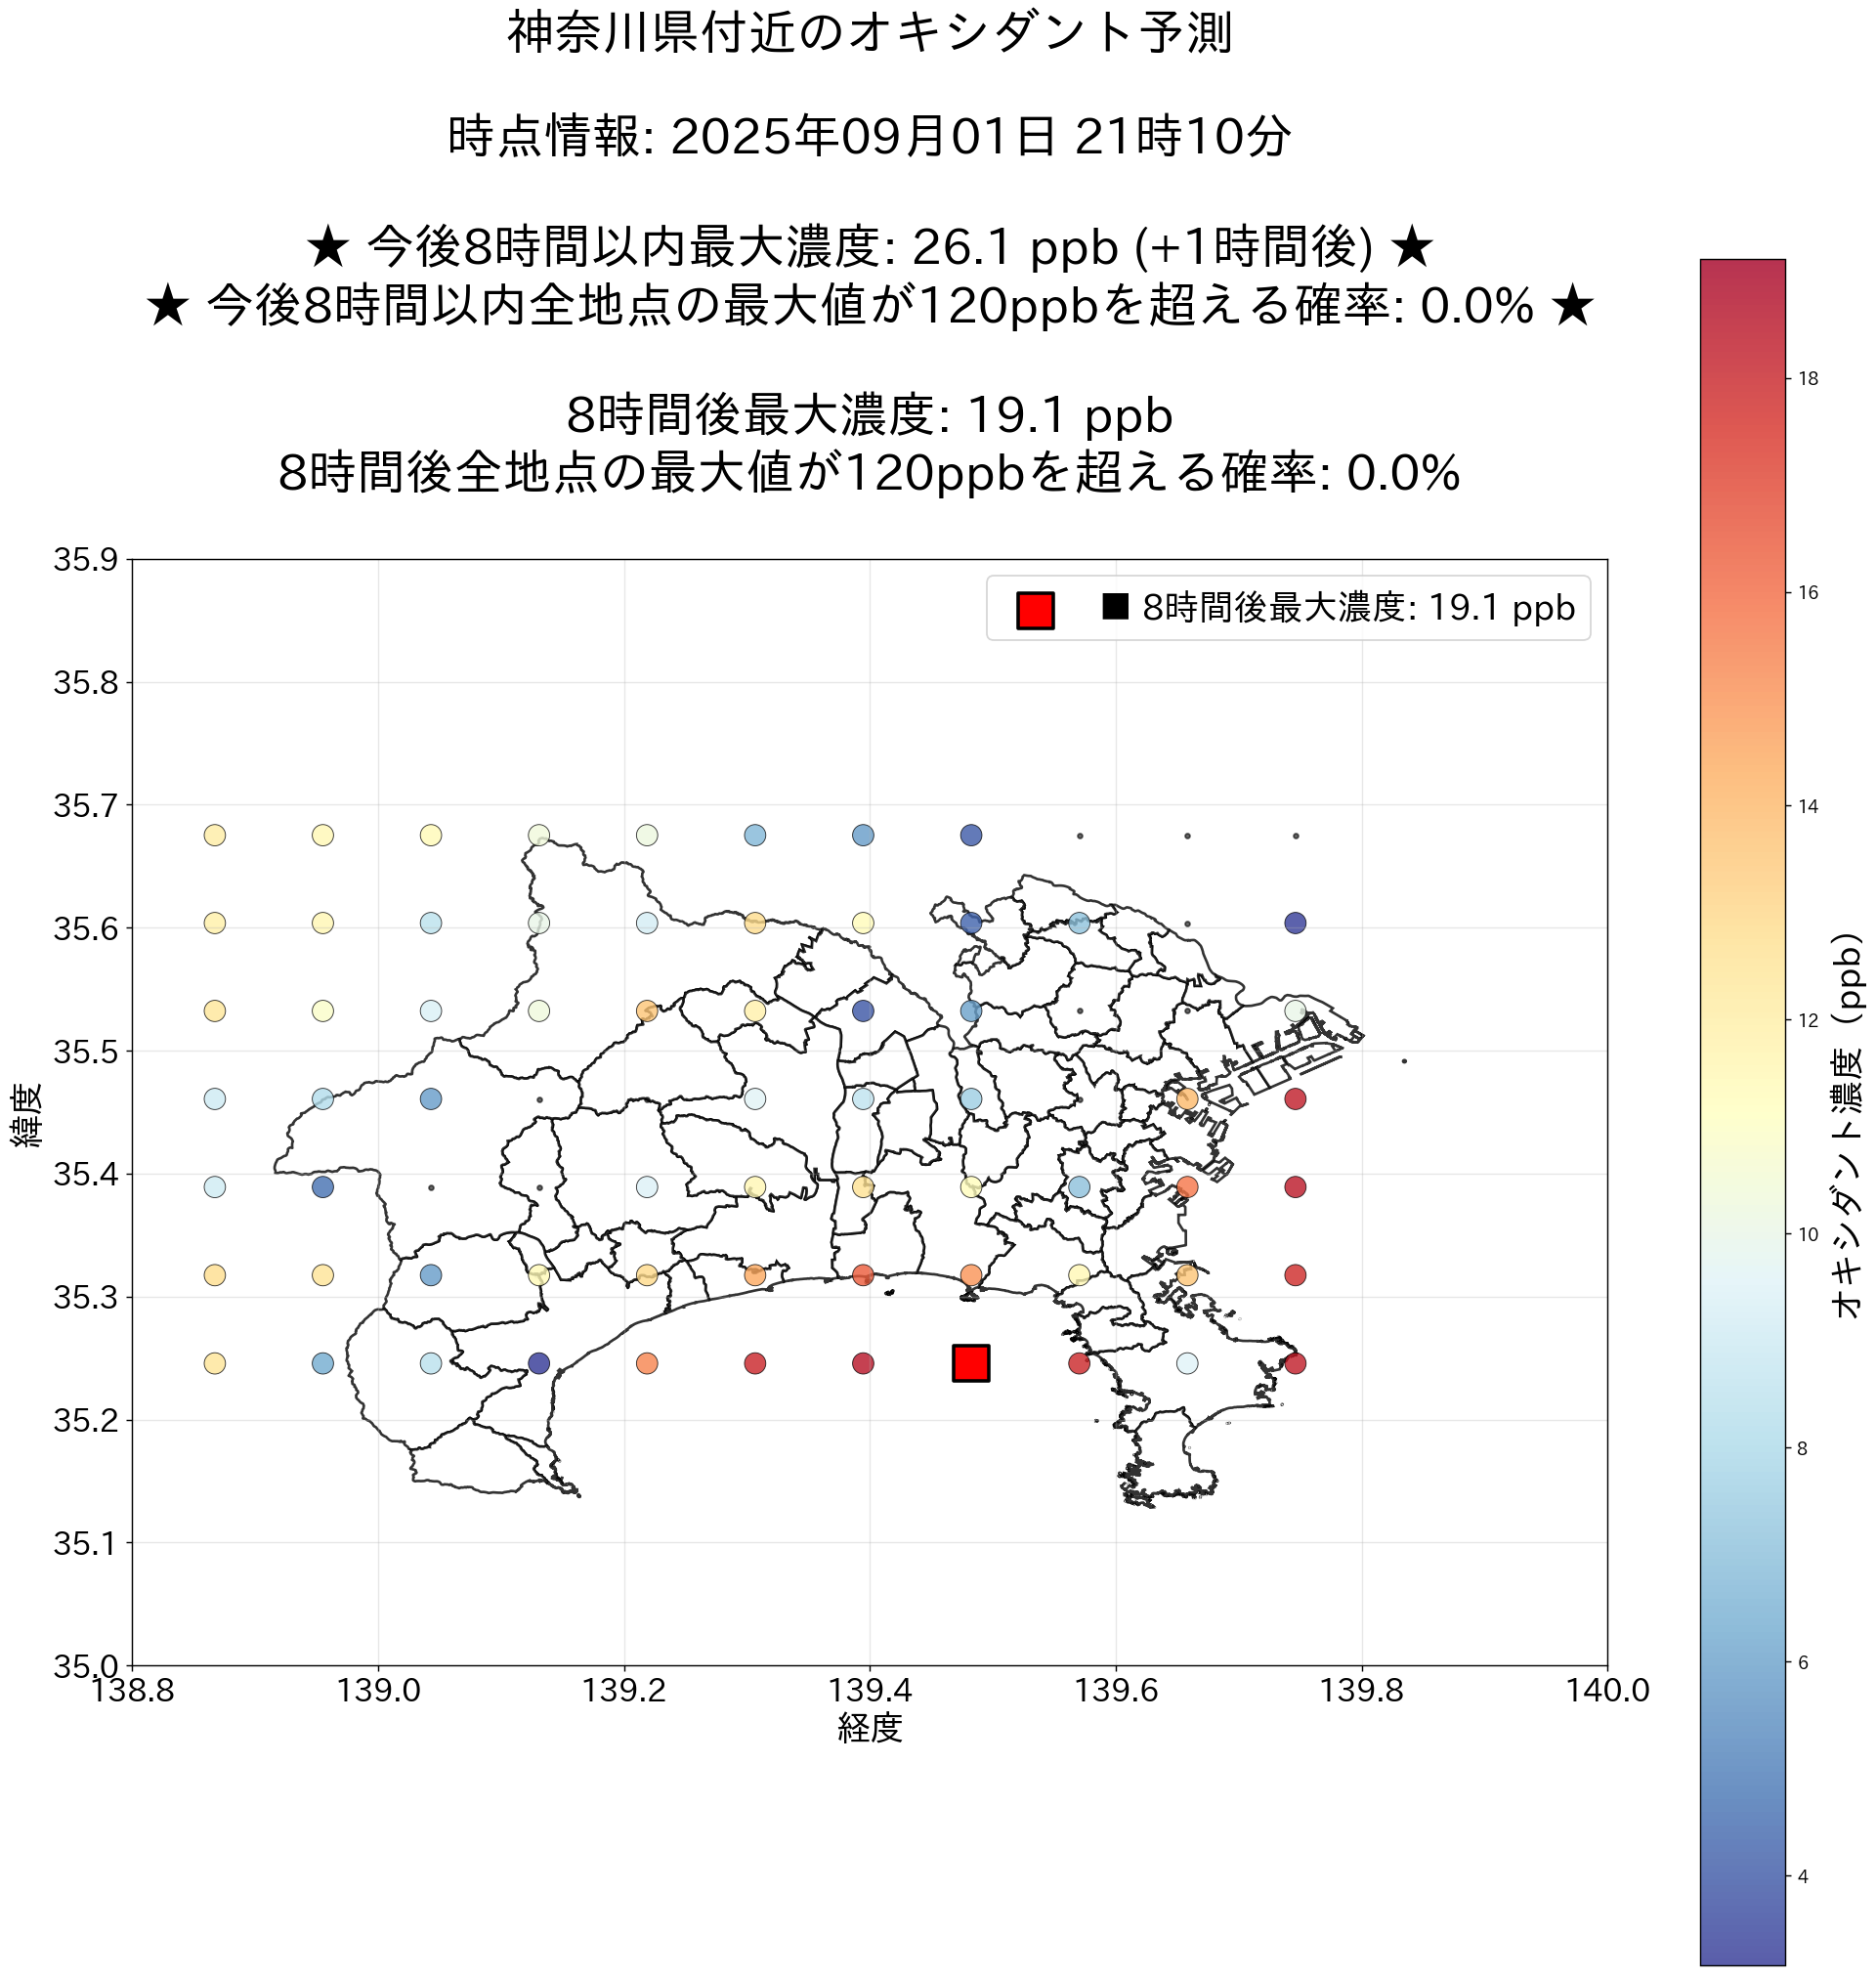 神奈川県付近のオキシダント予測
時点情報: 2025年09月01日 21時10分
★ 今後8時間以内最大濃度: 26.1 ppb (+1時間後) ★
★ 今後8時間以内全地点の最大値が120ppbを超える確率: 0.0% ★
8時間後最大濃度: 19.1 ppb
8時間後全地点の最大値が120ppbを超える確率: 0.0%
■ 8時間後最大濃度: 19.1 ppb
35.9
35.8
35.7
35.6
35.5
35.4
35.3
35.2
35.1
35.0
緯度
138.8 139.0 139.2 139.4 139.6 139.8 140.0
経度
18
16
14
12
10
8
6
4
オキシダント濃度（ppb）